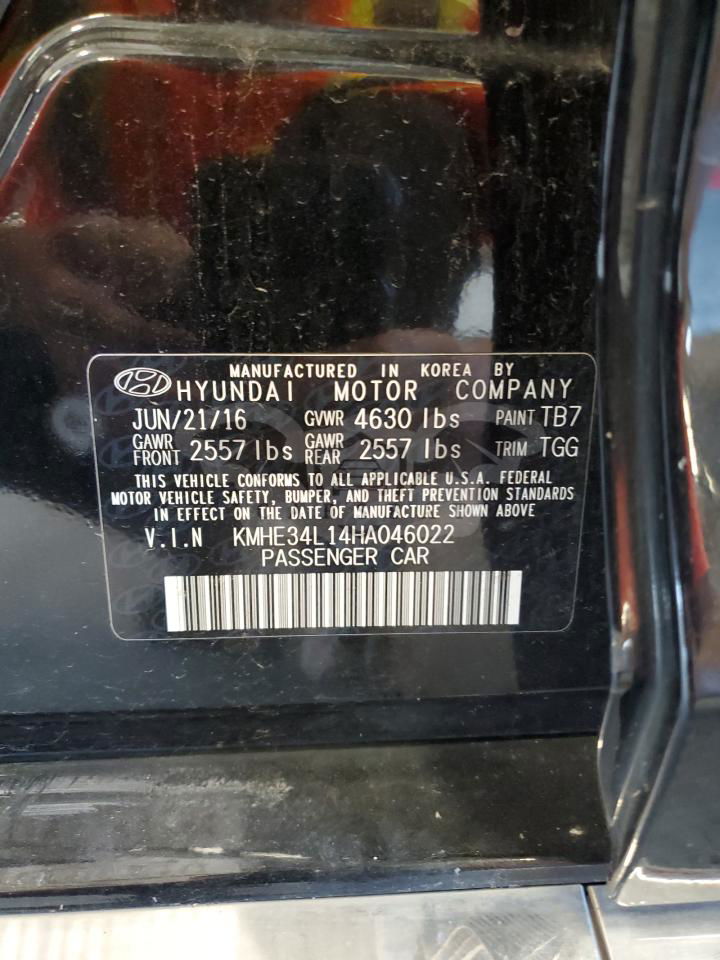 MANUFACTURED IN KOREA BY
HYUNDAI MOTOR COMPANY
JUN/21/16 GVWR 4630 lbs PAINT TB7
GAWR FRONT 2557 lbs GAWR REAR 2557 lbs TRIM TGG
THIS VEHICLE CONFORMS TO ALL APPLICABLE U.S.A. FEDERAL
MOTOR VEHICLE SAFETY, BUMPER, AND THEFT PREVENTION STANDARDS
IN EFFECT ON THE DATE OF MANUFACTURE SHOWN ABOVE
V.I.N KMHE34L14HA046022
PASSENGER CAR